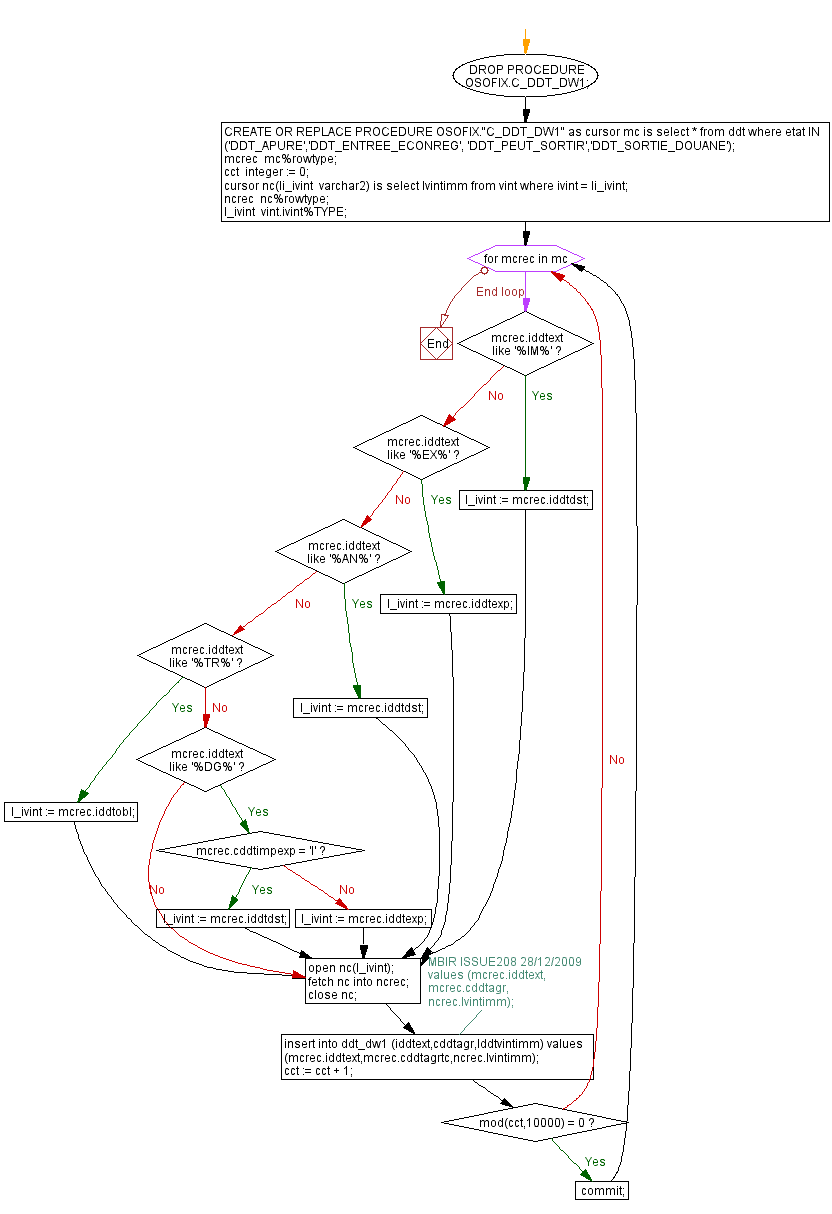 DROP PROCEDURE
OSOFIX.C_DDT_DW1;
CREATE OR REPLACE PROCEDURE OSOFIX."C_DDT_DW1" as cursor mc is select * from ddt where etat IN
('DDT_APURE','DDT_ENTREE_ECONREG', 'DDT_PEUT_SORTIR','DDT_SORTIE_DOUANE');
mcrec  mc%rowtype;
cct  integer := 0;
cursor nc(li_ivint  varchar2) is select lvintimm from vint where ivint = li_ivint;
ncrec  nc%rowtype;
l_ivint  vint.ivint%TYPE;
for mcrec in mc
End loop
End
mcrec.iddtext
like '%IM%' ?
No
Yes
mcrec.iddtext
like '%EX%' ?
No
Yes
l_ivint := mcrec.iddtdst;
mcrec.iddtext
like '%AN%' ?
No
Yes
l_ivint := mcrec.iddtexp;
mcrec.iddtext
like '%TR%' ?
Yes
No
l_ivint := mcrec.iddtdst;
mcrec.iddtext
like '%DG%' ?
No
l_ivint := mcrec.iddtobl;
Yes
mcrec.cddtimpexp = 'I' ?
No
Yes
No
l_ivint := mcrec.iddtdst;
l_ivint := mcrec.iddtexp;
open nc(l_ivint);
fetch nc into ncrec;
close nc;
MBIR ISSUE208 28/12/2009
values (mcrec.iddtext,
mcrec.cddtagr,
ncrec.lvintimm);
insert into ddt_dw1 (iddtext,cddtagr,lddtvintimm) values
(mcrec.iddtext,mcrec.cddtagrtc,ncrec.lvintimm);
cct := cct + 1;
mod(cct,10000) = 0 ?
Yes
commit;